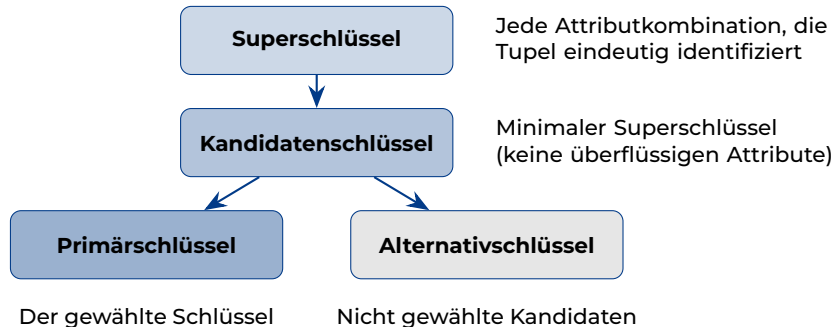 Superschlüssel
Jede Attributkombination, die
Tupel eindeutig identifiziert
Kandidatenschlüssel
Minimaler Superschlüssel
(keine überflüssigen Attribute)
Primärschlüssel
Alternativschlüssel
Der gewählte Schlüssel
Nicht gewählte Kandidaten